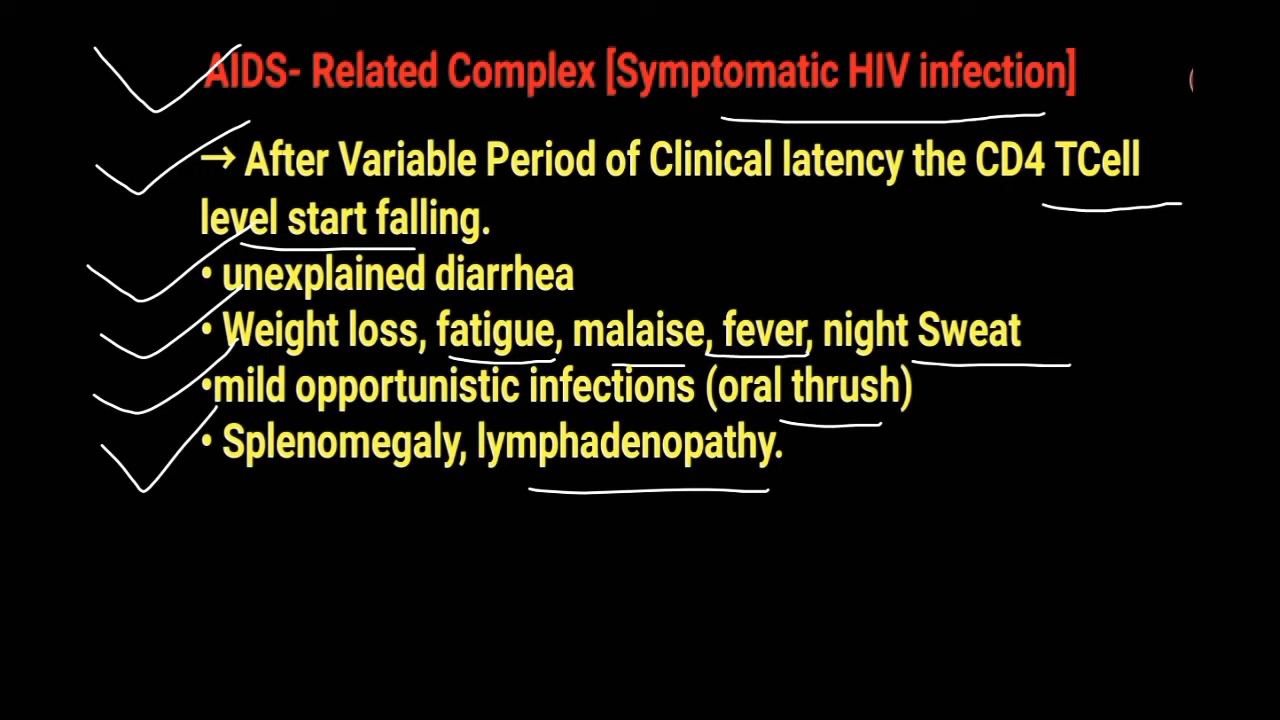 AIDS- Related Complex [Symptomatic HIV infection]
→ After Variable Period of Clinical latency the CD4 TCell
level start falling.
• unexplained diarrhea
• Weight loss, fatigue, malaise, fever, night Sweat
•mild opportunistic infections (oral thrush)
• Splenomegaly, lymphadenopathy.